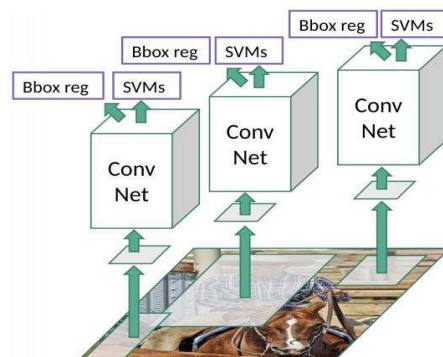 Bbox reg SVMs
Bbox reg SVMs
Bbox reg SVMs
Conv
Net
Conv
Net
Conv
Net